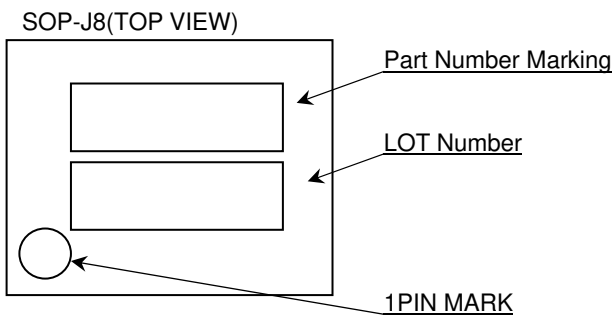 SOP-J8(TOP VIEW)
Part Number Marking
LOT Number
1PIN MARK